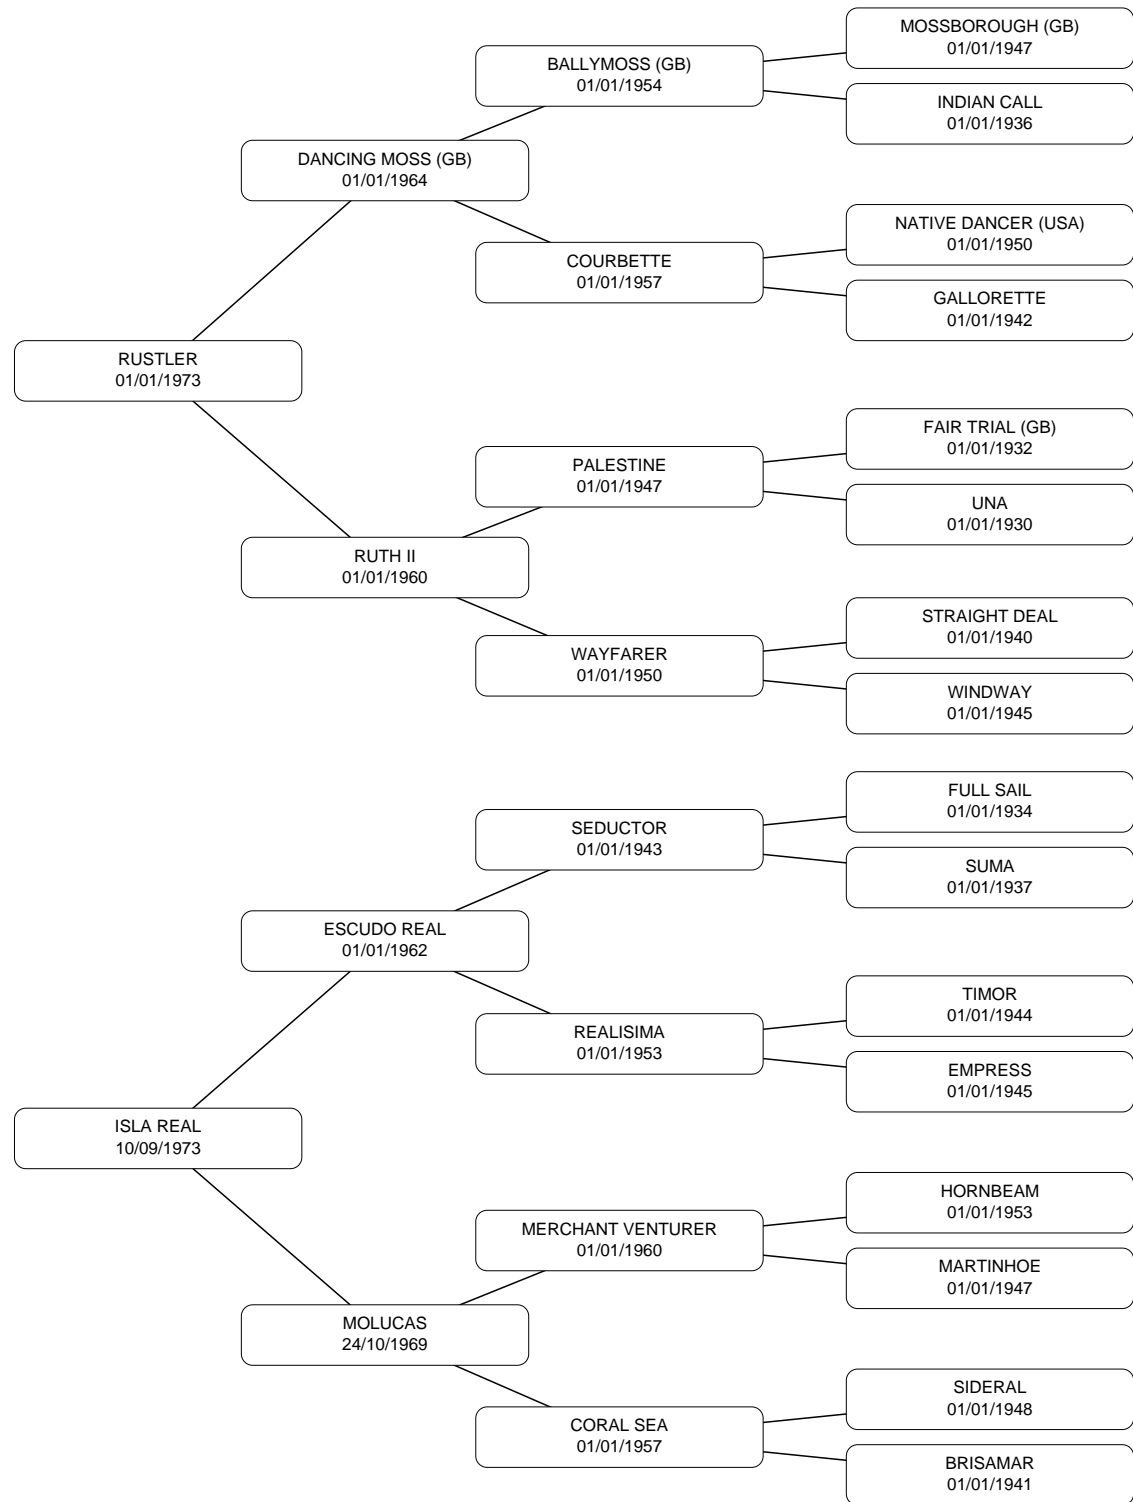 MOSSBOROUGH (GB)
01/01/1947
BALLYMOSS (GB)
01/01/1954
INDIAN CALL
01/01/1936
DANCING MOSS (GB)
01/01/1964
NATIVE DANCER (USA)
01/01/1950
COURBETTE
01/01/1957
GALLORETTE
01/01/1942
RUSTLER
01/01/1973
FAIR TRIAL (GB)
01/01/1932
PALESTINE
01/01/1947
UNA
01/01/1930
RUTH II
01/01/1960
STRAIGHT DEAL
01/01/1940
WAYFARER
01/01/1950
WINDWAY
01/01/1945
FULL SAIL
01/01/1934
SEDUCTOR
01/01/1943
SUMA
01/01/1937
ESCUDO REAL
01/01/1962
TIMOR
01/01/1944
REALISIMA
01/01/1953
EMPRESS
01/01/1945
ISLA REAL
10/09/1973
HORNBEAM
01/01/1953
MERCHANT VENTURER
01/01/1960
MARTINHOE
01/01/1947
MOLUCAS
24/10/1969
SIDERAL
01/01/1948
CORAL SEA
01/01/1957
BRISAMAR
01/01/1941